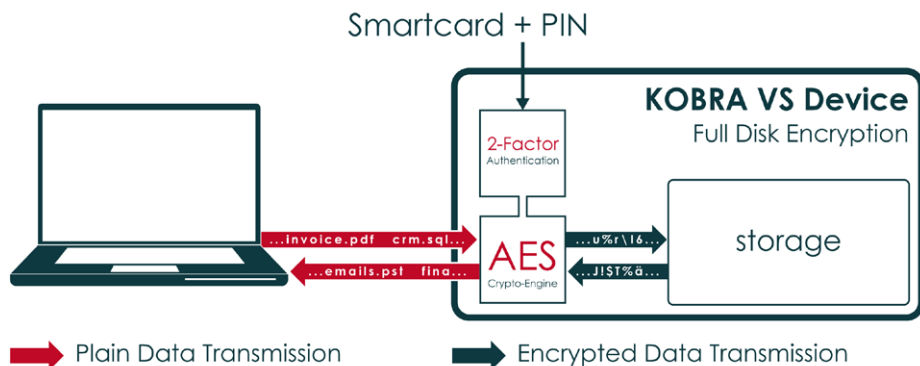 Smartcard + PIN
KOBRA VS Device
Full Disk Encryption
2-Factor
Authentication
...invoice.pdf crm.sql...
...emails.pst fina...
AES
Crypto-Engine
...u%r\l6...
...J!$T%ä...
storage
Plain Data Transmission
Encrypted Data Transmission